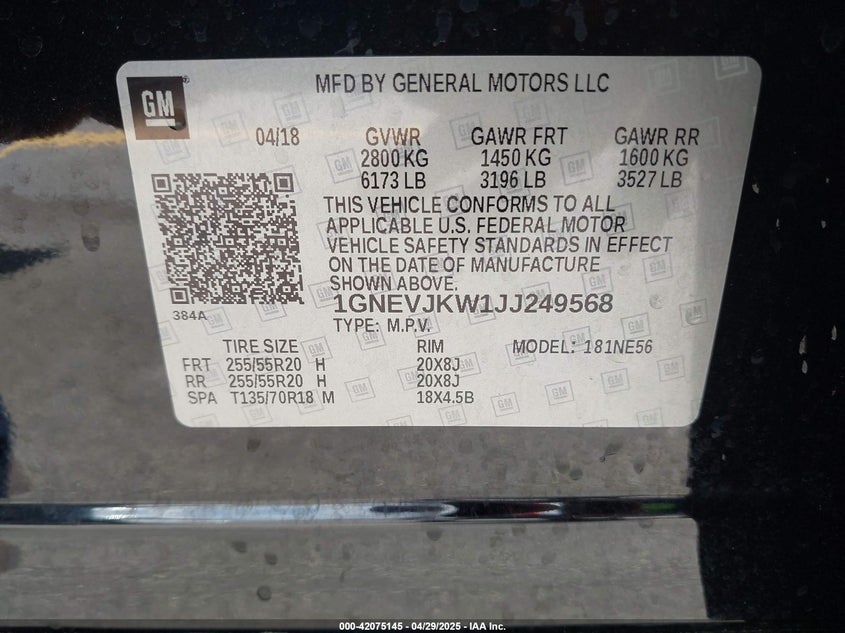 MFD BY GENERAL MOTORS LLC
GM
04/18 GVWR GAWR FRT GAWR RR
2800 KG 1450 KG 1600 KG
6173 LB 3196 LB 3527 LB
THIS VEHICLE CONFORMS TO ALL
APPLICABLE U.S. FEDERAL MOTOR
VEHICLE SAFETY STANDARDS IN EFFECT
ON THE DATE OF MANUFACTURE
SHOWN ABOVE.
384A
1GNEVJKW1JJ249568
TYPE: M.P.V.
TIRE SIZE RIM MODEL: 181NE56
FRT 255/55R20 H 20X8J
RR 255/55R20 H 20X8J
SPA T135/70R18 M 18X4.5B
000-42075145 - 04/29/2025 - IAA Inc.